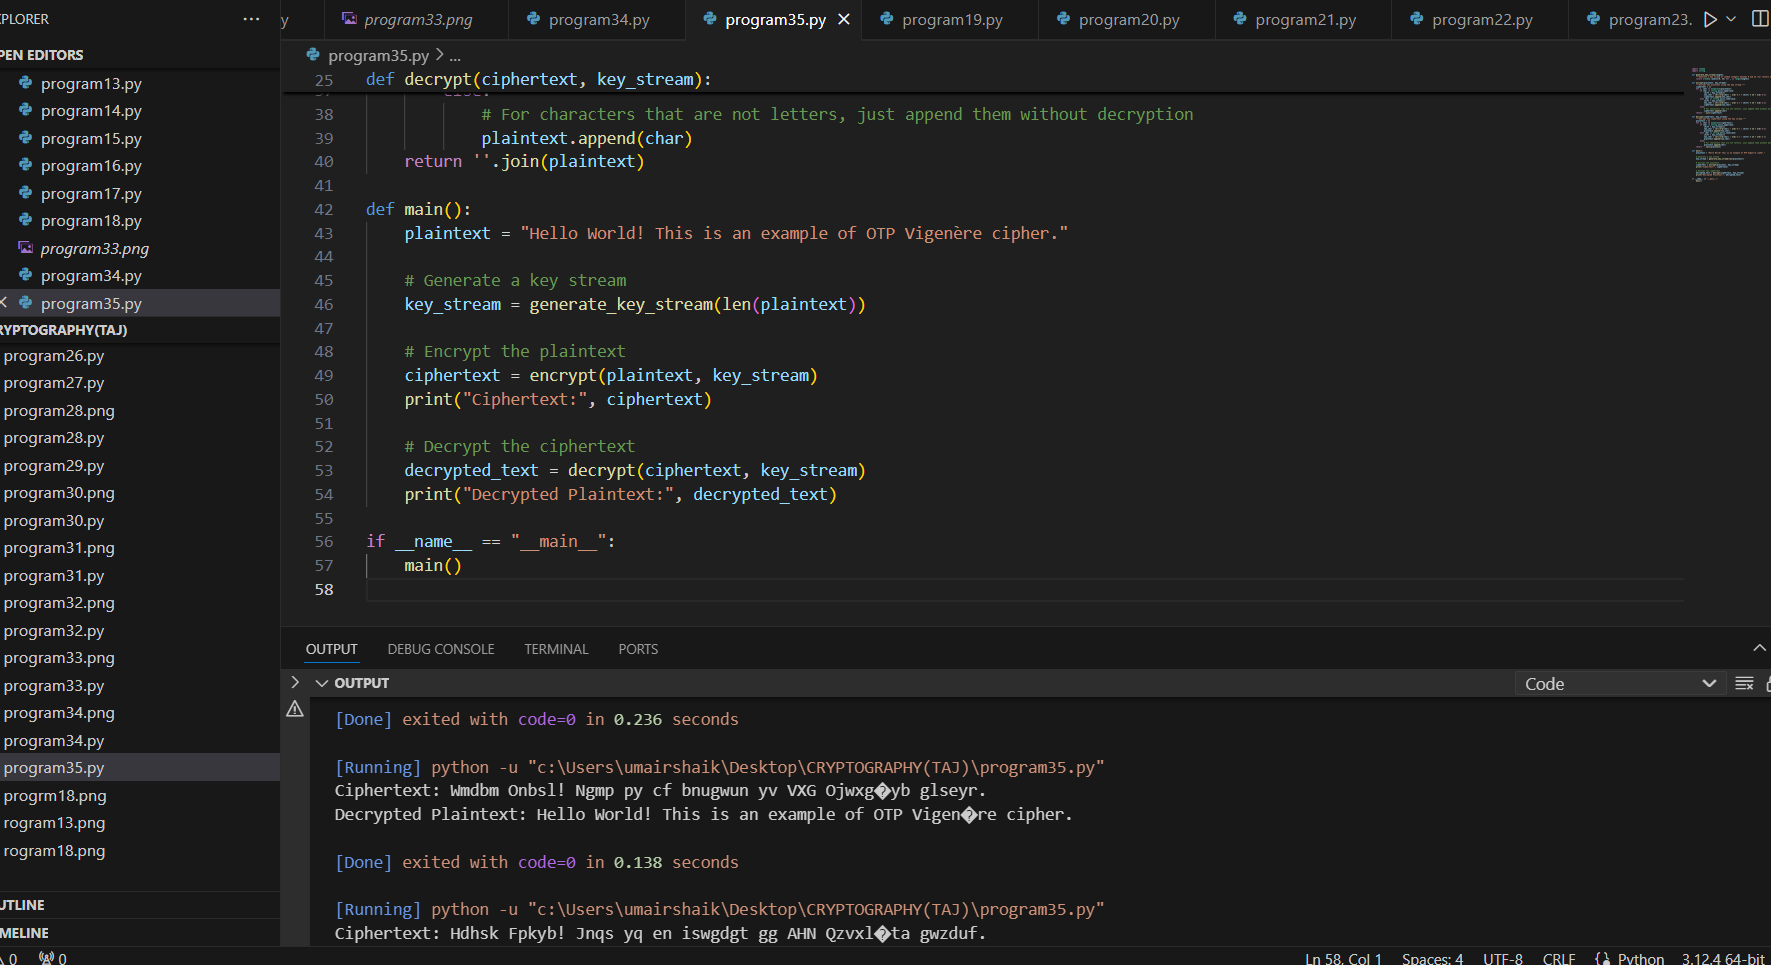 XPLORER
···
y
program33.png
program34.py
program35.py
program19.py
program20.py
program21.py
program22.py
program23.
PEN EDITORS
program13.py
program14.py
program15.py
program16.py
program17.py
program18.py
program33.png
program34.py
program35.py
RYPTOGRAPHY(TAJ)
program26.py
program27.py
program28.png
program28.py
program29.py
program30.png
program30.py
program31.png
program31.py
program32.png
program32.py
program33.png
program33.py
program34.png
program34.py
program35.py
progrm18.png
rogram13.png
rogram18.png
UTLINE
MELINE
program35.py > ...
25 def decrypt(ciphertext, key_stream):
38 # For characters that are not letters, just append them without decryption
39 plaintext.append(char)
40 return ''.join(plaintext)
41
42 def main():
43 plaintext = "Hello World! This is an example of OTP Vigenère cipher."
44
45 # Generate a key stream
46 key_stream = generate_key_stream(len(plaintext))
47
48 # Encrypt the plaintext
49 ciphertext = encrypt(plaintext, key_stream)
50 print("Ciphertext:", ciphertext)
51
52 # Decrypt the ciphertext
53 decrypted_text = decrypt(ciphertext, key_stream)
54 print("Decrypted Plaintext:", decrypted_text)
55
56 if __name__ == "__main__":
57 main()
58
OUTPUT DEBUG CONSOLE TERMINAL PORTS
OUTPUT
Code
[Done] exited with code=0 in 0.236 seconds
[Running] python -u "c:\Users\umairshaik\Desktop\CRYPTOGRAPHY(TAJ)\program35.py"
Ciphertext: Wmdbm Onbsl! Ngmp py cf bnugwun yv VXG Ojwxg�yb glseyr.
Decrypted Plaintext: Hello World! This is an example of OTP Vigen�re cipher.
[Done] exited with code=0 in 0.138 seconds
[Running] python -u "c:\Users\umairshaik\Desktop\CRYPTOGRAPHY(TAJ)\program35.py"
Ciphertext: Hdhsk Fpkyb! Jnqs yq en iswgdgt gg AHN Qzvxl�ta gwzduf.
0 0 Ln 58, Col 1 Spaces: 4 UTF-8 CRLF Python 3.12.4 64-bit